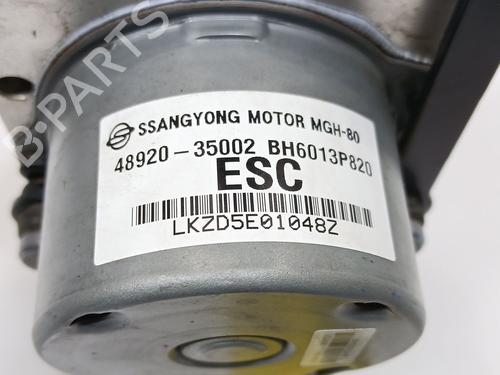 SSANGYONG MOTOR MGH-80
48920-35002 BH6013P820
ESC
LKZD5E01048Z
B-PARTS